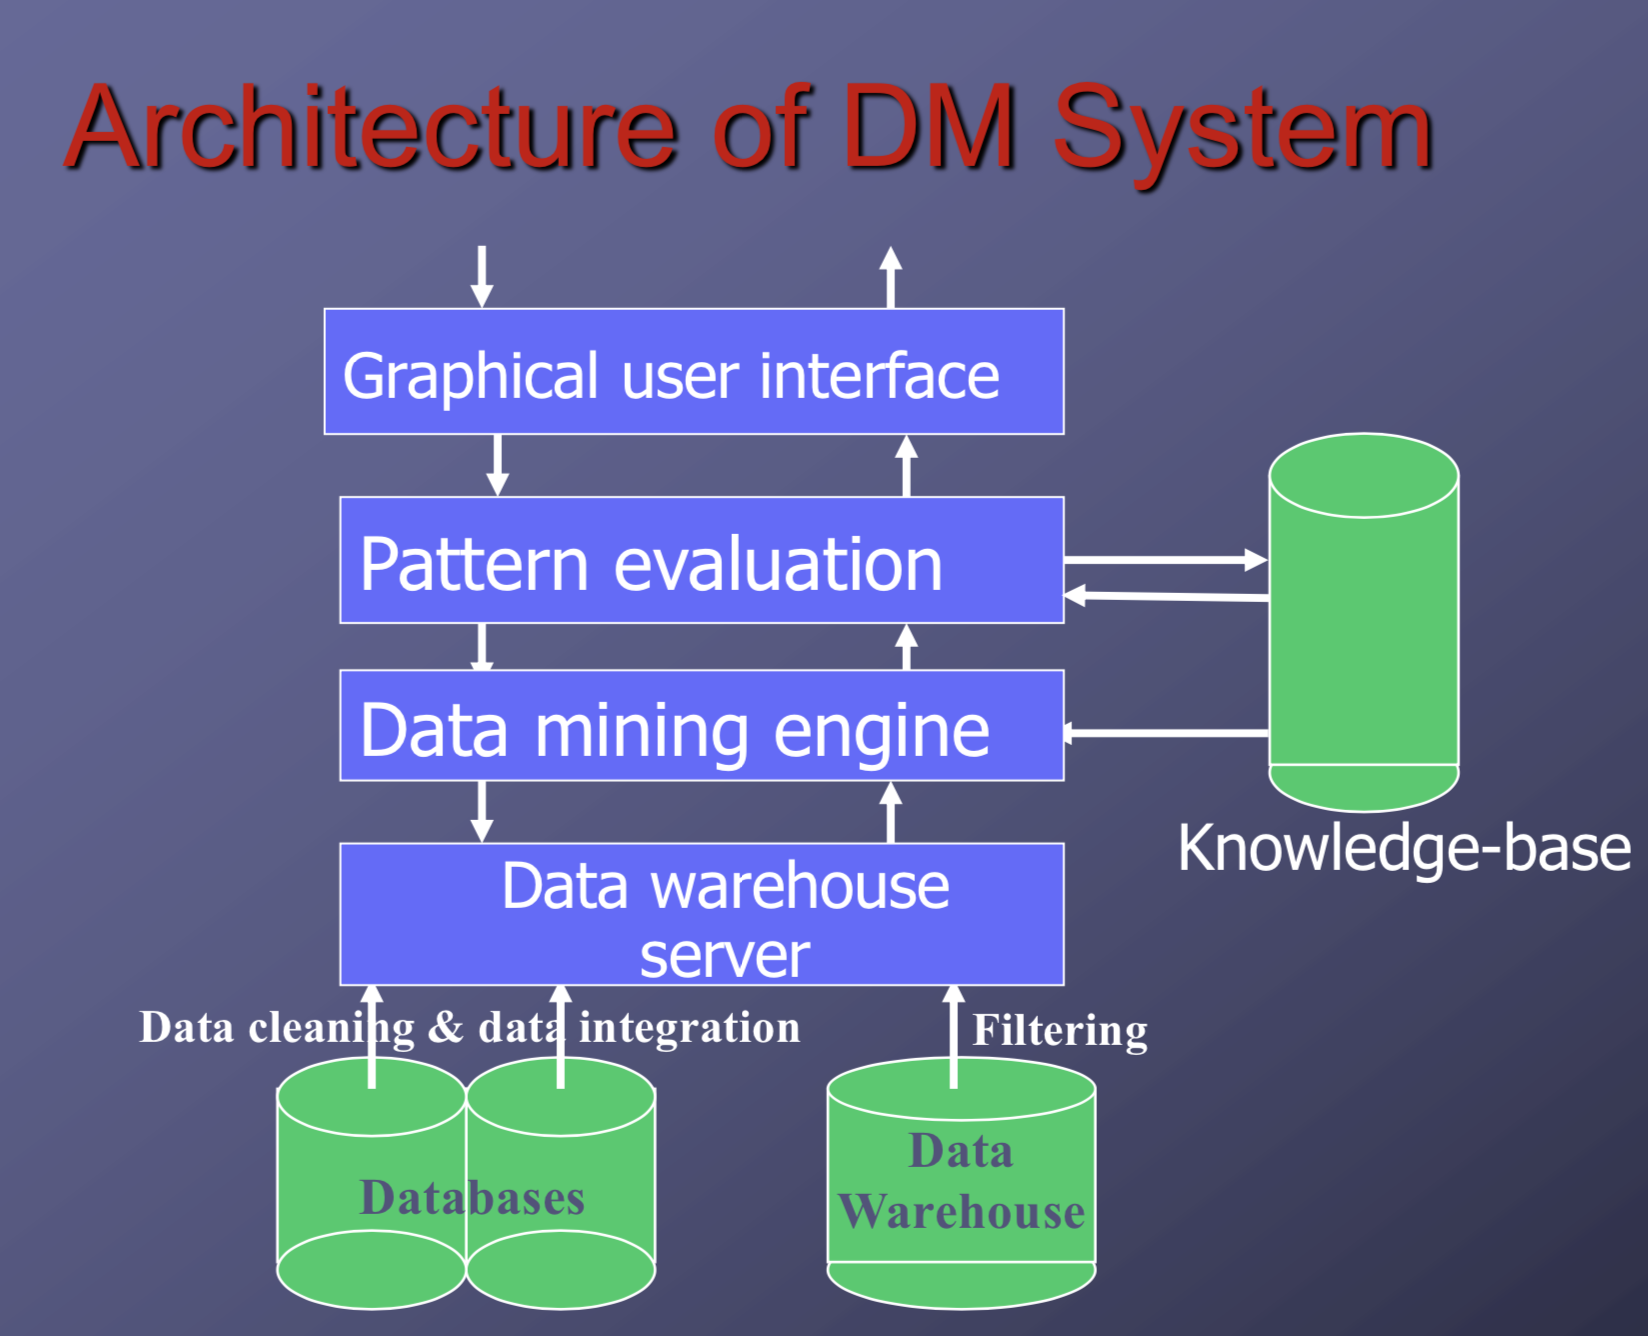 Architecture of DM System
Graphical user interface
Pattern evaluation
Data mining engine
Knowledge-base
Data warehouse
server
Data cleaning & data integration
Filtering
Databases
Data
Warehouse